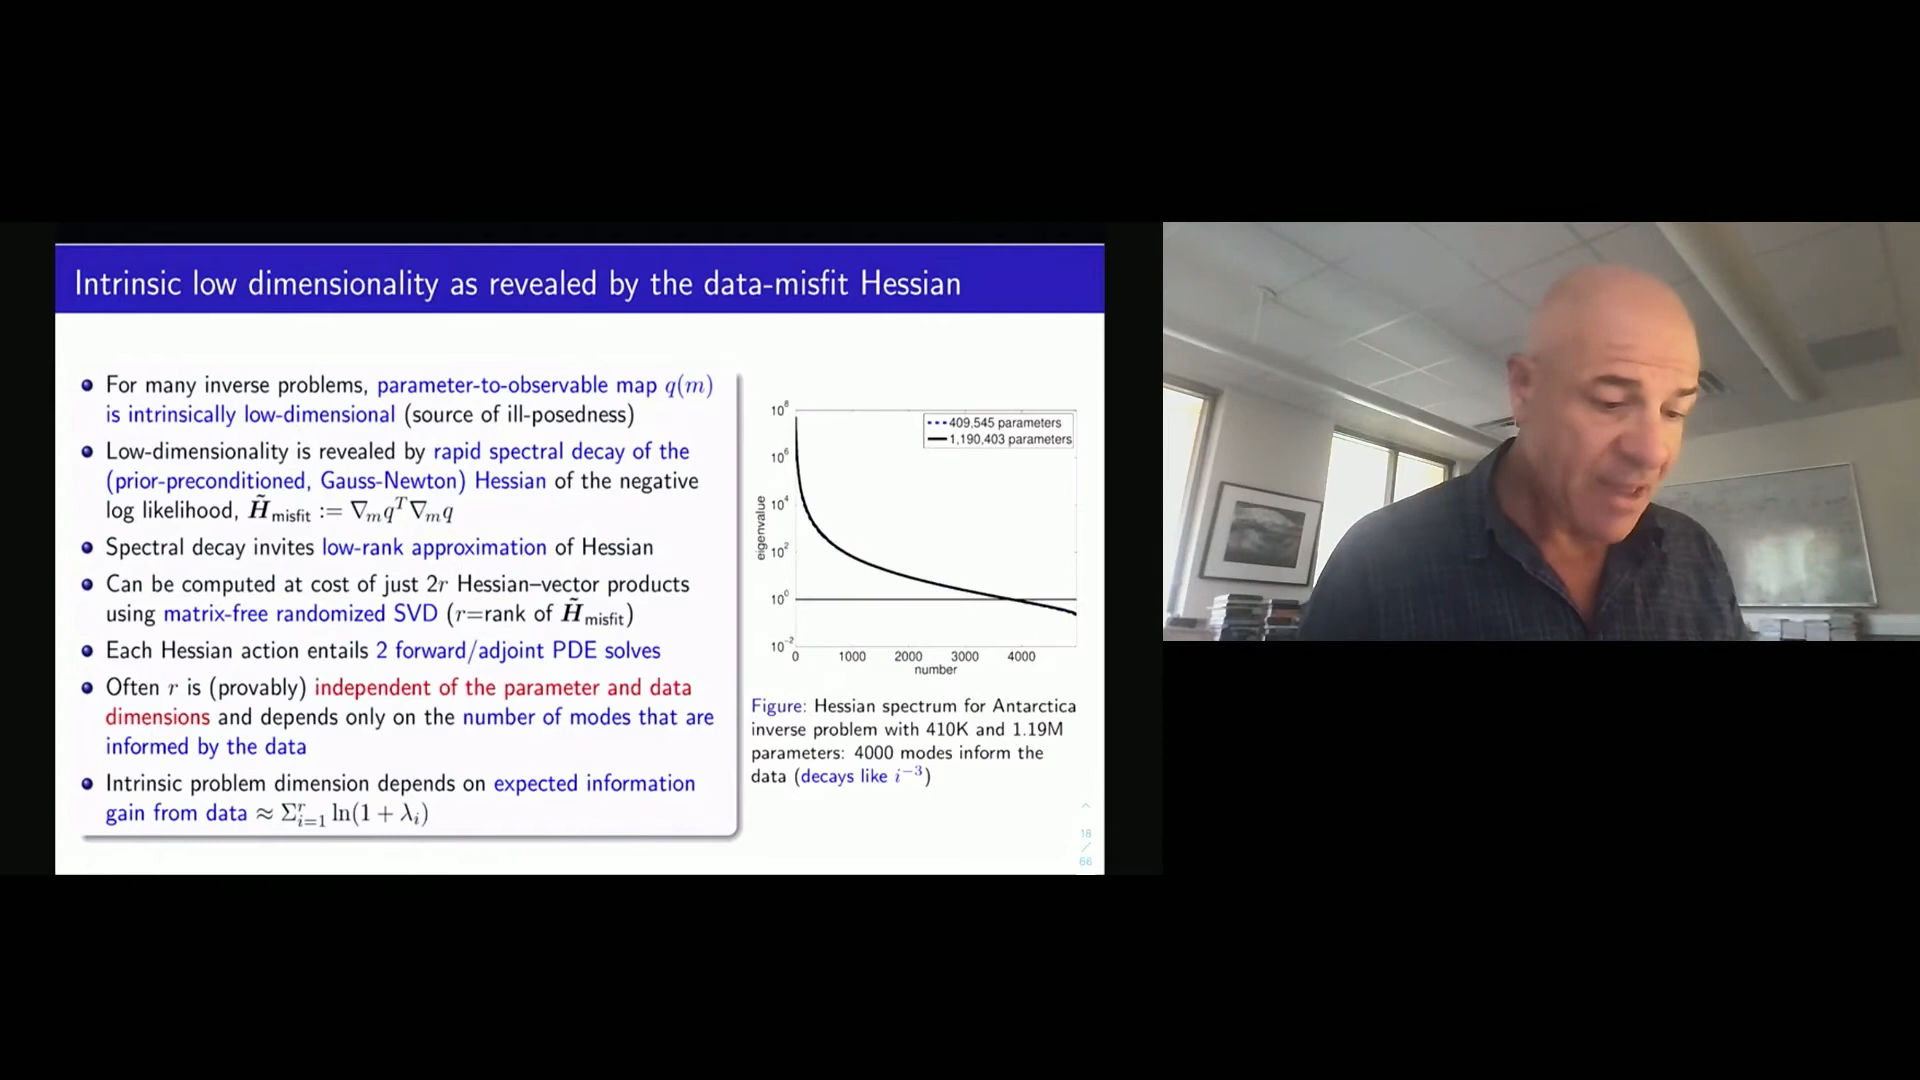 Intrinsic low dimensionality as revealed by the data-misfit Hessian
For many inverse problems, parameter-to-observable map q(m)
is intrinsically low-dimensional (source of ill-posedness)
Low-dimensionality is revealed by rapid spectral decay of the
(prior-preconditioned, Gauss-Newton) Hessian of the negative
log likelihood, H̃_misfit := ∇_m q^T ∇_m q
Spectral decay invites low-rank approximation of Hessian
Can be computed at cost of just 2r Hessian–vector products
using matrix-free randomized SVD (r=rank of H̃_misfit)
Each Hessian action entails 2 forward/adjoint PDE solves
Often r is (provably) independent of the parameter and data
dimensions and depends only on the number of modes that are
informed by the data
Intrinsic problem dimension depends on expected information
gain from data ≈ Σ_{i=1}^r ln(1 + λ_i)
409,545 parameters
1,190,403 parameters
10^8
10^6
10^4
10^2
10^0
10^-2
eigenvalue
0 1000 2000 3000 4000
number
Figure: Hessian spectrum for Antarctica
inverse problem with 410K and 1.19M
parameters: 4000 modes inform the
data (decays like i^{-3})
18
/
66